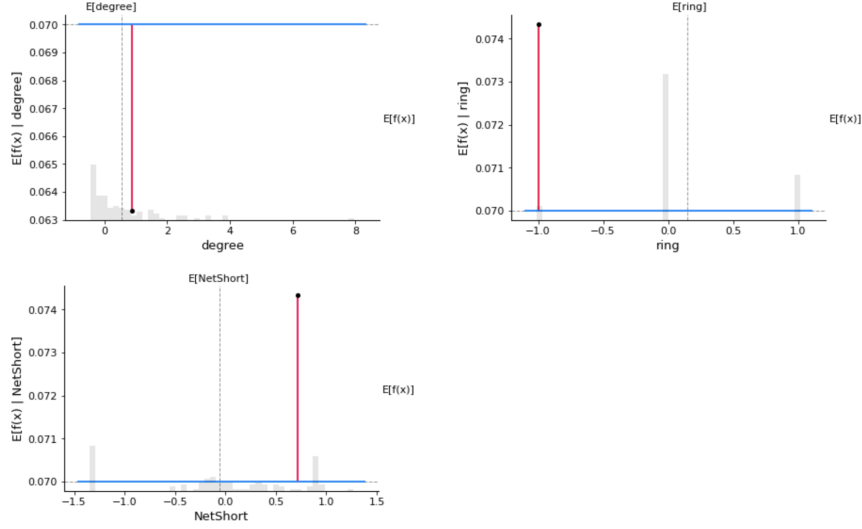 E[degree]
0.070
0.069
0.068
0.067
0.066
0.065
0.064
0.063
E[f(x) | degree]
E[f(x)]
0 2 4 6 8
degree
E[ring]
0.074
0.073
0.072
0.071
0.070
E[f(x) | ring]
E[f(x)]
−1.0 −0.5 0.0 0.5 1.0
ring
E[NetShort]
0.074
0.073
0.072
0.071
0.070
E[f(x) | NetShort]
E[f(x)]
−1.5 −1.0 −0.5 0.0 0.5 1.0 1.5
NetShort